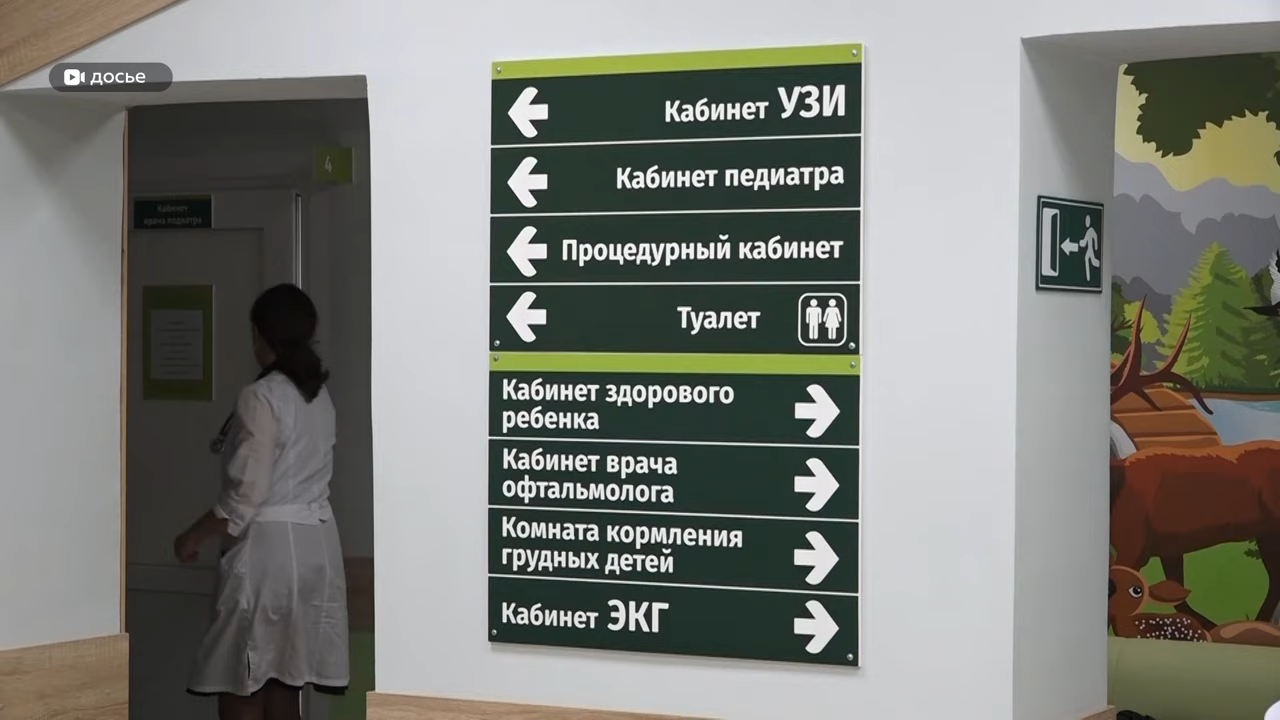 досье
4
Кабинет
врача педиатра
Кабинет УЗИ
Кабинет педиатра
Процедурный кабинет
Туалет
Кабинет здорового
ребенка
Кабинет врача
офтальмолога
Комната кормления
грудных детей
Кабинет ЭКГ